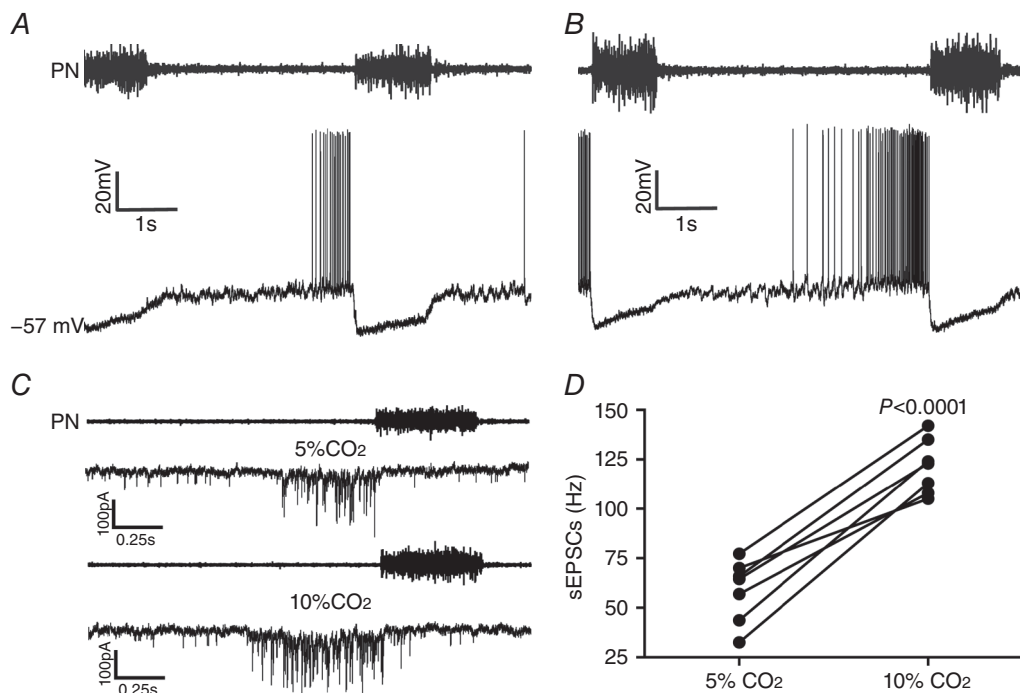 A
PN
20mV
1s
–57 mV
B
20mV
1s
C
PN
5%CO2
100pA
0.25s
10%CO2
100pA
0.25s
D
P<0.0001
sEPSCs (Hz)
150
125
100
75
50
25
5% CO2
10% CO2